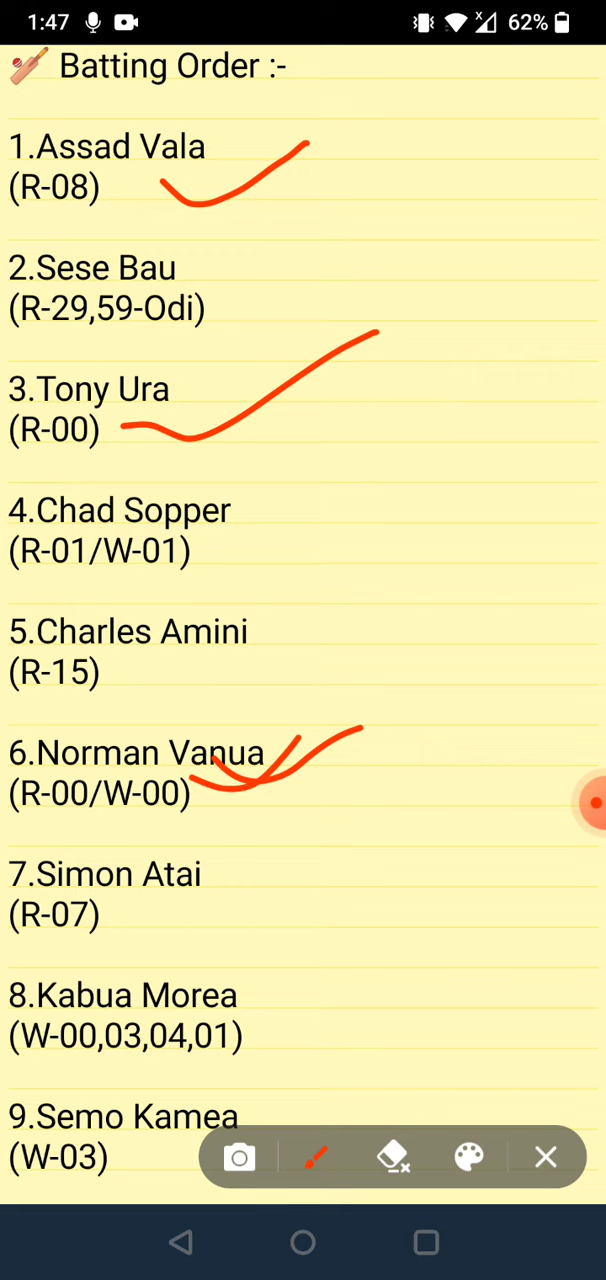 1:47 62%
Batting Order :-
1.Assad Vala
(R-08)
2.Sese Bau
(R-29,59-Odi)
3.Tony Ura
(R-00)
4.Chad Sopper
(R-01/W-01)
5.Charles Amini
(R-15)
6.Norman Vanua
(R-00/W-00)
7.Simon Atai
(R-07)
8.Kabua Morea
(W-00,03,04,01)
9.Semo Kamea
(W-03)